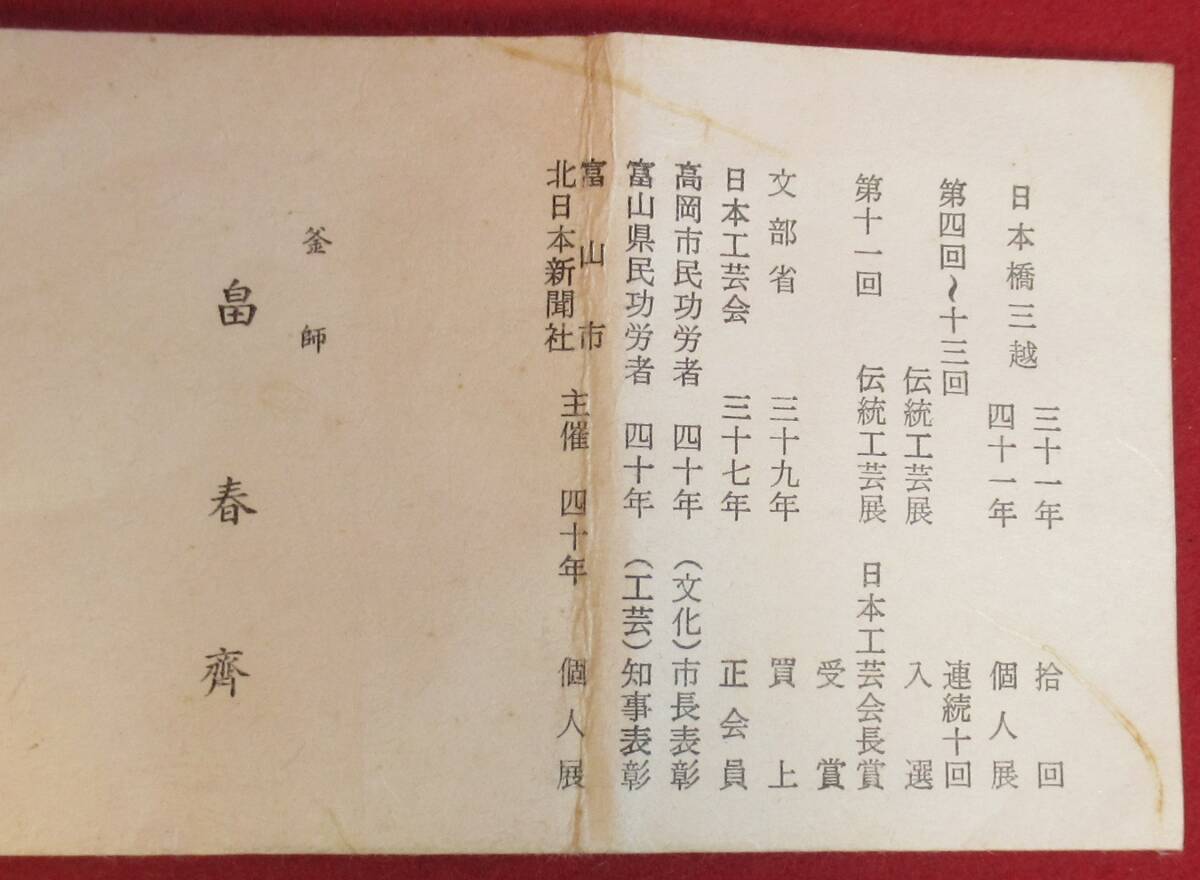 日本橋三越 三十一年 拾回
四十一年 個人展
第四回〜十三回 連続十回
伝統工芸展 入選
第十一回 伝統工芸展 日本工芸会長賞
受賞
文部省 三十九年 買上
日本工芸会 三十七年 正会員
高岡市民功労者 四十年 (文化)市長表彰
富山県民功労者 四十年 (工芸)知事表彰
富山市
北日本新聞社 主催 四十年 個人展
釜師
畠春齊